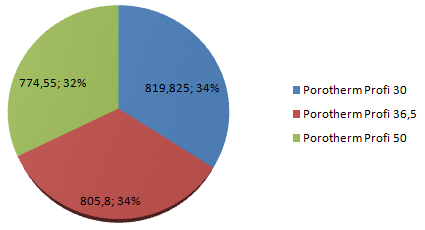 774,55; 32%
819,825; 34%
805,8; 34%
Porotherm Profi 30
Porotherm Profi 36,5
Porotherm Profi 50